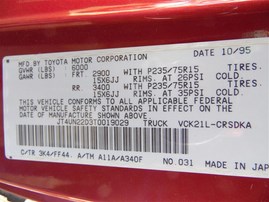 MFD BY TOYOTA MOTOR CORPORATION DATE 10/95
GVWR (LBS) 6000
GAWR (LBS) FRT 2900 WITH P235/75R15 TIRES,
15X6JJ RIMS, AT 26PSI COLD.
RR 3400 WITH P235/75R15 TIRES,
15X6JJ RIMS, AT 35PSI COLD.
THIS VEHICLE CONFORMS TO ALL APPLICABLE FEDERAL
MOTOR VEHICLE SAFETY STANDARDS IN EFFECT ON THE
DATE OF MANUFACTURE SHOWN ABOVE.
JT4UN22D3T0019029 TRUCK VCK21L-CRSDKA
C/TR 3K4/FF44 A/TM A11A/A340F NO.031 MADE IN JAP